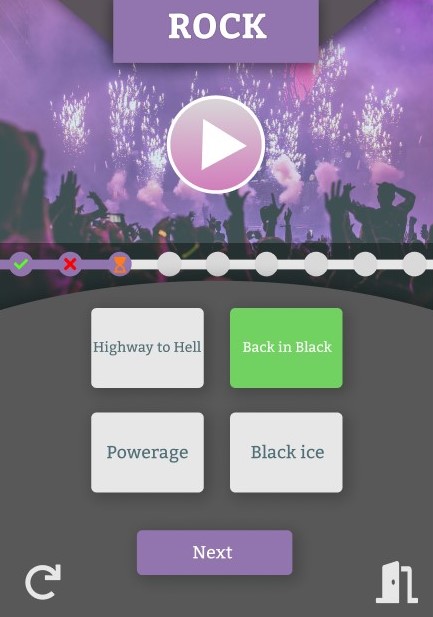 ROCK
Highway to Hell
Back in Black
Powerage
Black ice
Next